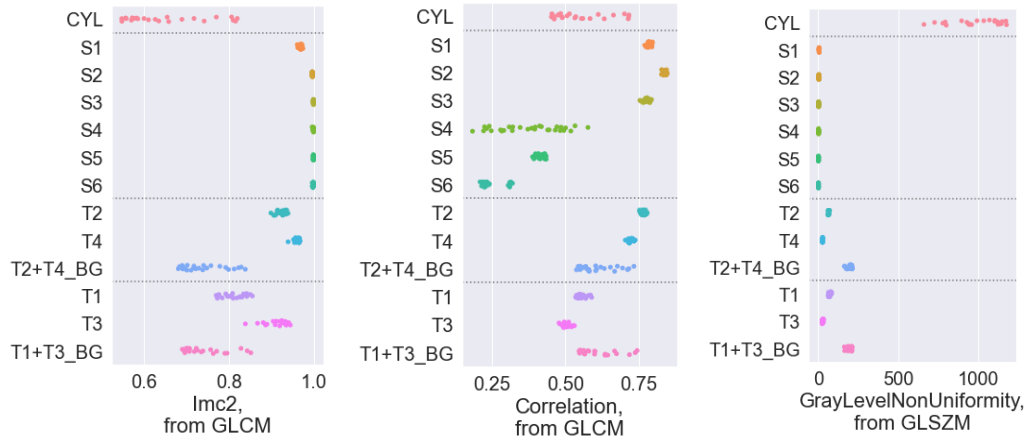 CYL
S1
S2
S3
S4
S5
S6
T2
T4
T2+T4_BG
T1
T3
T1+T3_BG
0.6
0.8
1.0
Imc2,
from GLCM
CYL
S1
S2
S3
S4
S5
S6
T2
T4
T2+T4_BG
T1
T3
T1+T3_BG
0.25
0.50
0.75
Correlation,
from GLCM
CYL
S1
S2
S3
S4
S5
S6
T2
T4
T2+T4_BG
T1
T3
T1+T3_BG
0
500
1000
GrayLevelNonUniformity,
from GLSZM